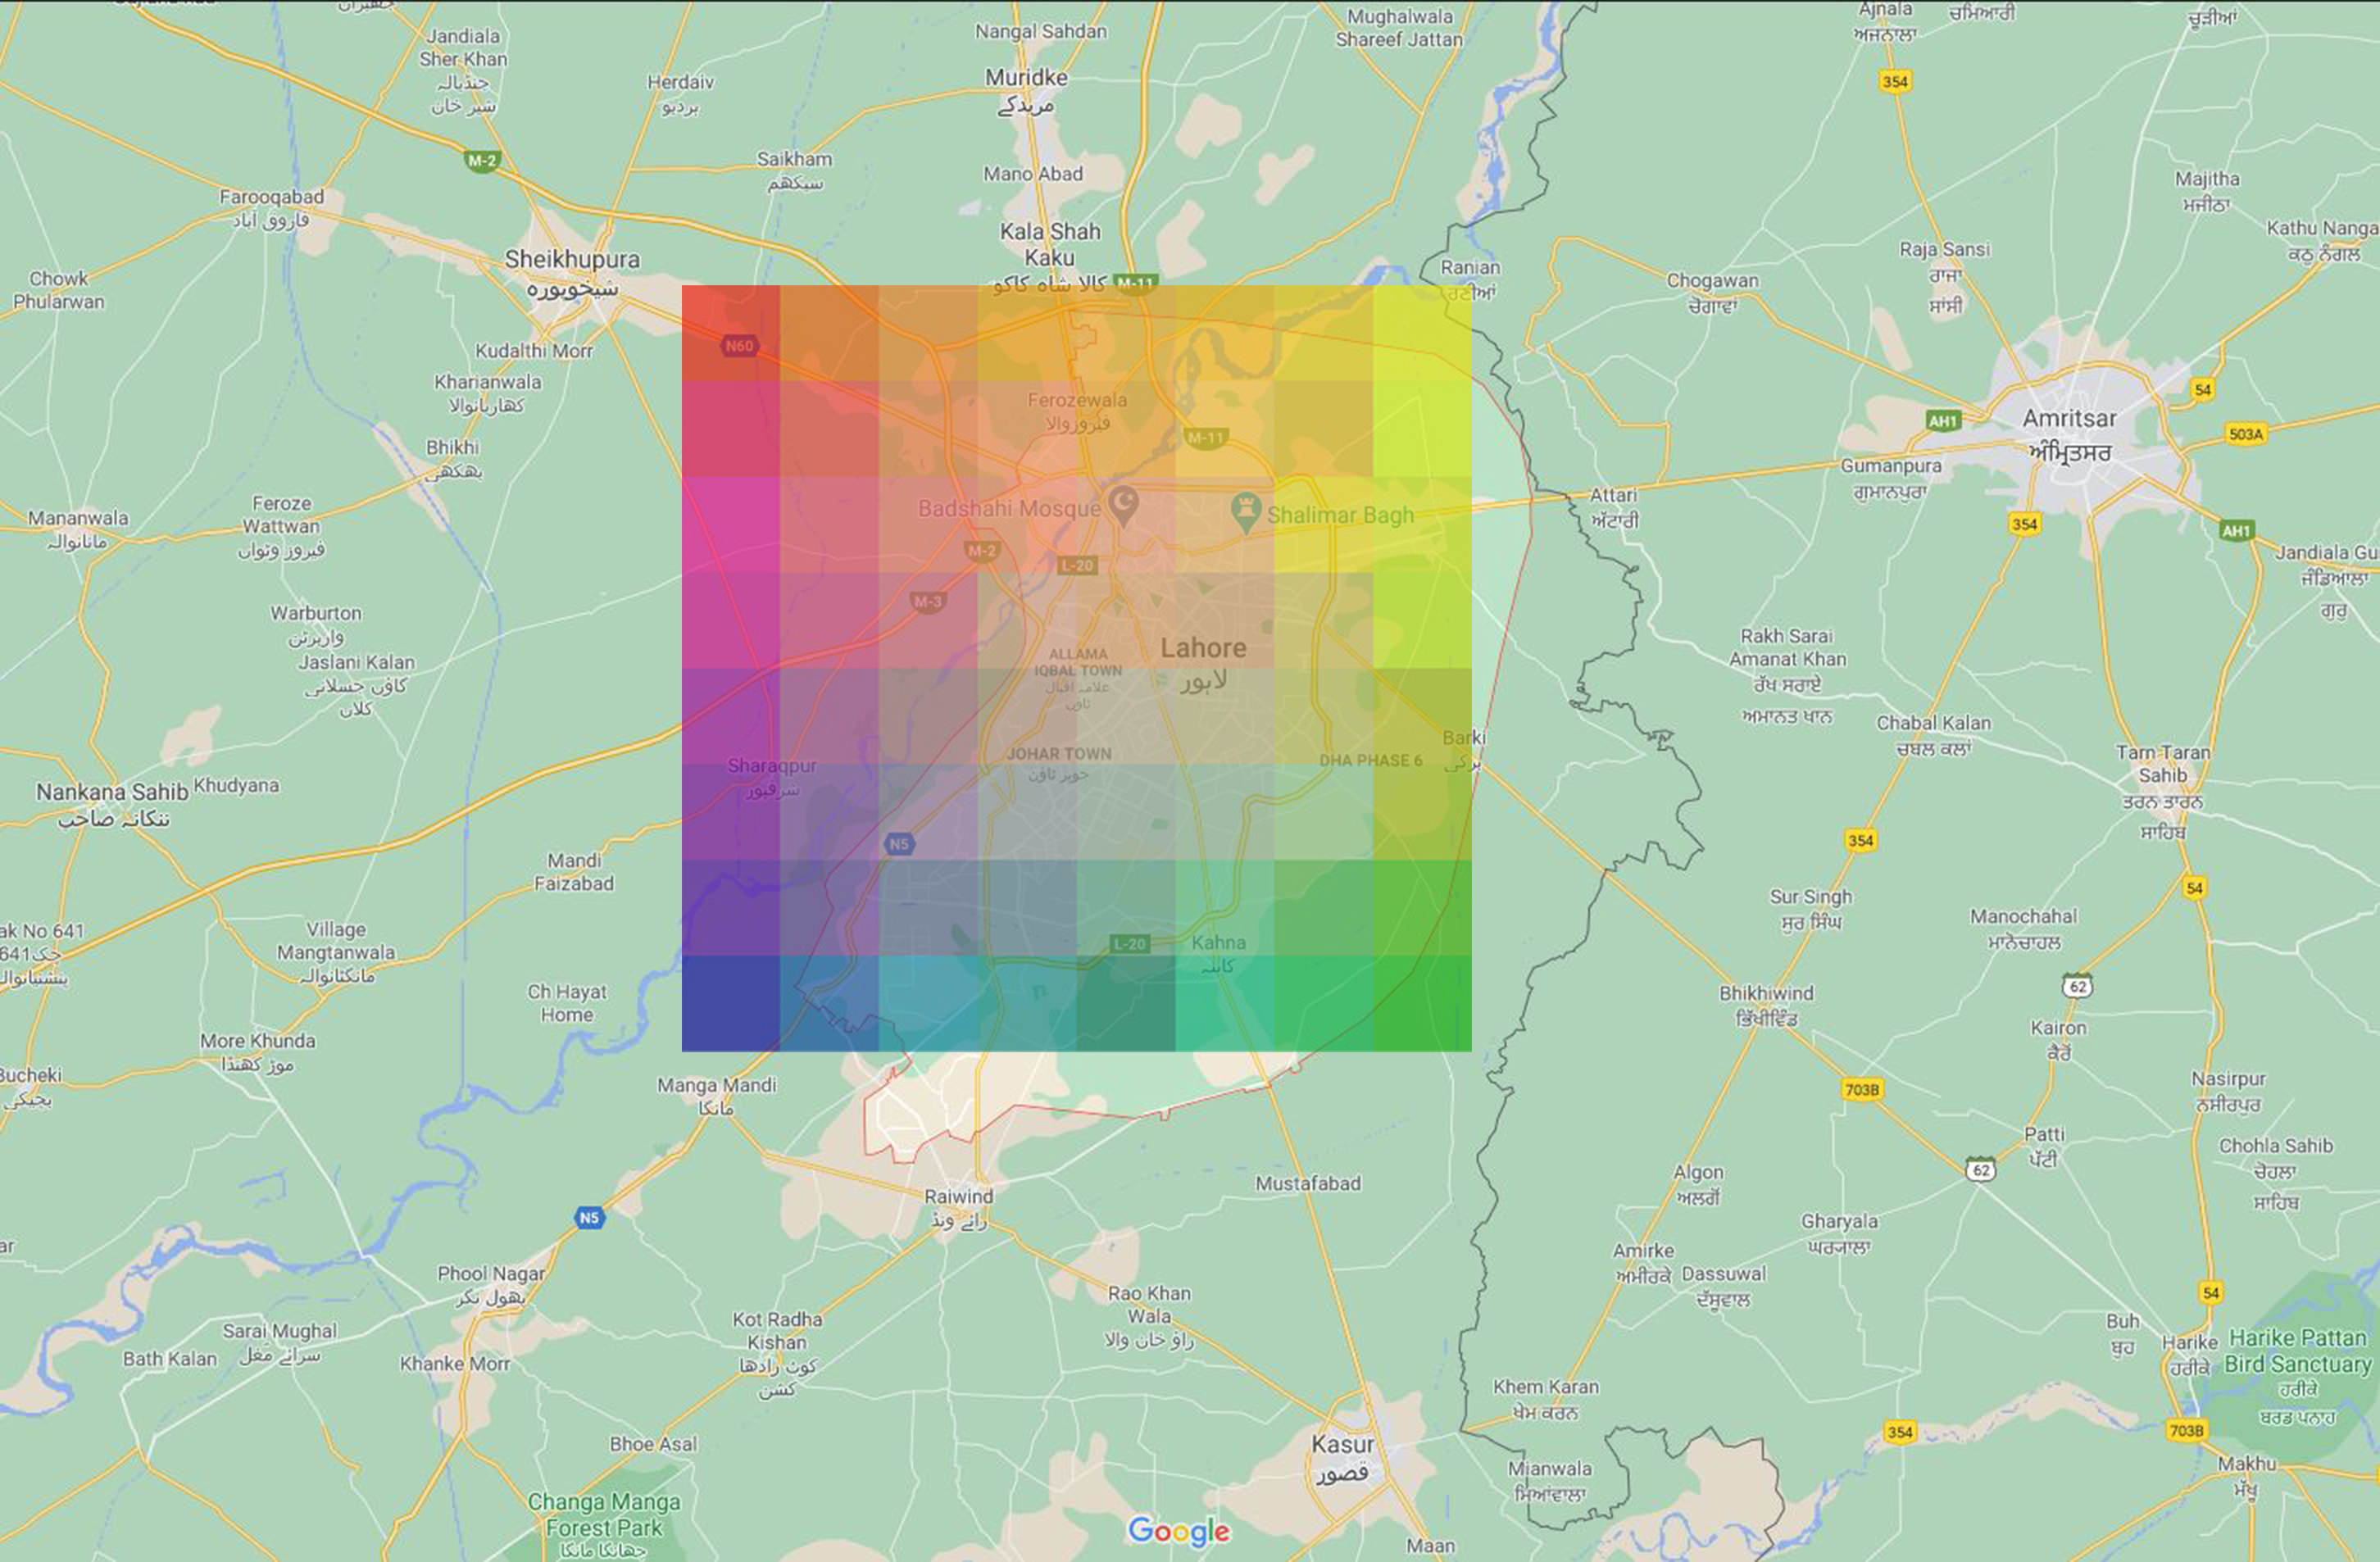 Ajnala
ਅਜਨਾਲਾ
ਚਮਿਆਰੀ
ਚੂੜੀਆਂ
Nangal Sahdan
Mughalwala
Shareef Jattan
Jandiala
Sher Khan
جنڈیالہ
شیر خان
Herdaiv
ہردیو
Muridke
مریدکے
354
M-2
Saikham
سیکھم
Mano Abad
Farooqabad
فاروق آباد
Majitha
ਮਜੀਠਾ
Kathu Nanga
ਕਠੂ ਨੰਗਲ
Kala Shah
Kaku
کالا شاہ کاکو
M-11
Sheikhupura
شیخوپورہ
Raja Sansi
ਰਾਜਾ
ਸਾਂਸੀ
Ranian
ਰਣੀਆਂ
Chogawan
ਚੋਗਾਵਾਂ
Chowk
Phularwan
N60
Kudalthi Morr
Kharianwala
کھاریانوالا
Ferozewala
فیروزوالا
54
Amritsar
ਅੰਮ੍ਰਿਤਸਰ
AH1
503A
M-11
Bhikhi
بھکھی
Gumanpura
ਗੁਮਾਨਪੁਰਾ
Attari
ਅੱਟਾਰੀ
Feroze
Wattwan
فیروز وٹواں
Mananwala
مانانوالہ
Badshahi Mosque
Shalimar Bagh
354
AH1
M-2
L-20
Jandiala Gu
ਜੰਡਿਆਲਾ
ਗੁਰੂ
M-3
Warburton
واربرٹن
Jaslani Kalan
گاؤں جسلانی
کلاں
ALLAMA
IQBAL TOWN
علامہ اقبال
ٹاؤن
Lahore
لاہور
Rakh Sarai
Amanat Khan
ਰੱਖ ਸਰਾਏ
ਅਮਾਨਤ ਖਾਨ
Chabal Kalan
ਚਬਲ ਕਲਾਂ
Barki
برکی
JOHAR TOWN
جوہر ٹاؤن
DHA PHASE 6
Sharaqpur
شرقپور
Tarn Taran
Sahib
ਤਰਨ ਤਾਰਨ
ਸਾਹਿਬ
Nankana Sahib
ننکانہ صاحب
Khudyana
N5
354
Mandi
Faizabad
54
Sur Singh
ਸੁਰ ਸਿੰਘ
Manochahal
ਮਾਨੋਚਾਹਲ
ak No 641
چک641
Village
Mangtanwala
مانگٹانوالہ
L-20
Kahna
کاہنہ
Ch Hayat
Home
Bhikhiwind
ਭਿੱਖੀਵਿੰਡ
62
Kairon
ਕੈਰੋਂ
More Khunda
موڑ کھنڈا
Bucheki
بچیکی
Manga Mandi
مانگا
703B
Nasirpur
ਨਸੀਰਪੁਰ
Patti
ਪੱਟੀ
Chohla Sahib
ਚੋਹਲਾ
ਸਾਹਿਬ
62
Algon
ਅਲਗੋਂ
Mustafabad
Raiwind
رائے ونڈ
N5
Gharyala
ਘਰਯਾਲਾ
Amirke
ਅਮੀਰਕੇ
Dassuwal
ਦੱਸੂਵਾਲ
Phool Nagar
پھول نگر
Rao Khan
Wala
راؤ خان والا
54
Kot Radha
Kishan
کوٹ رادھا
کشن
Sarai Mughal
سرائے مغل
Bath Kalan
Khanke Morr
Buh
ਬੂਹ
Harike
ਹਰੀਕੇ
Harike Pattan
Bird Sanctuary
ਹਰੀਕੇ
ਬਰਡ ਪਨਾਹ
Khem Karan
ਖੇਮ ਕਰਨ
Bhoe Asal
Kasur
قصور
354
703B
Mianwala
ਮਿਆਂਵਾਲਾ
Makhu
ਮੱਖੂ
Changa Manga
Forest Park
چھانگا مانگا
Google
Maan